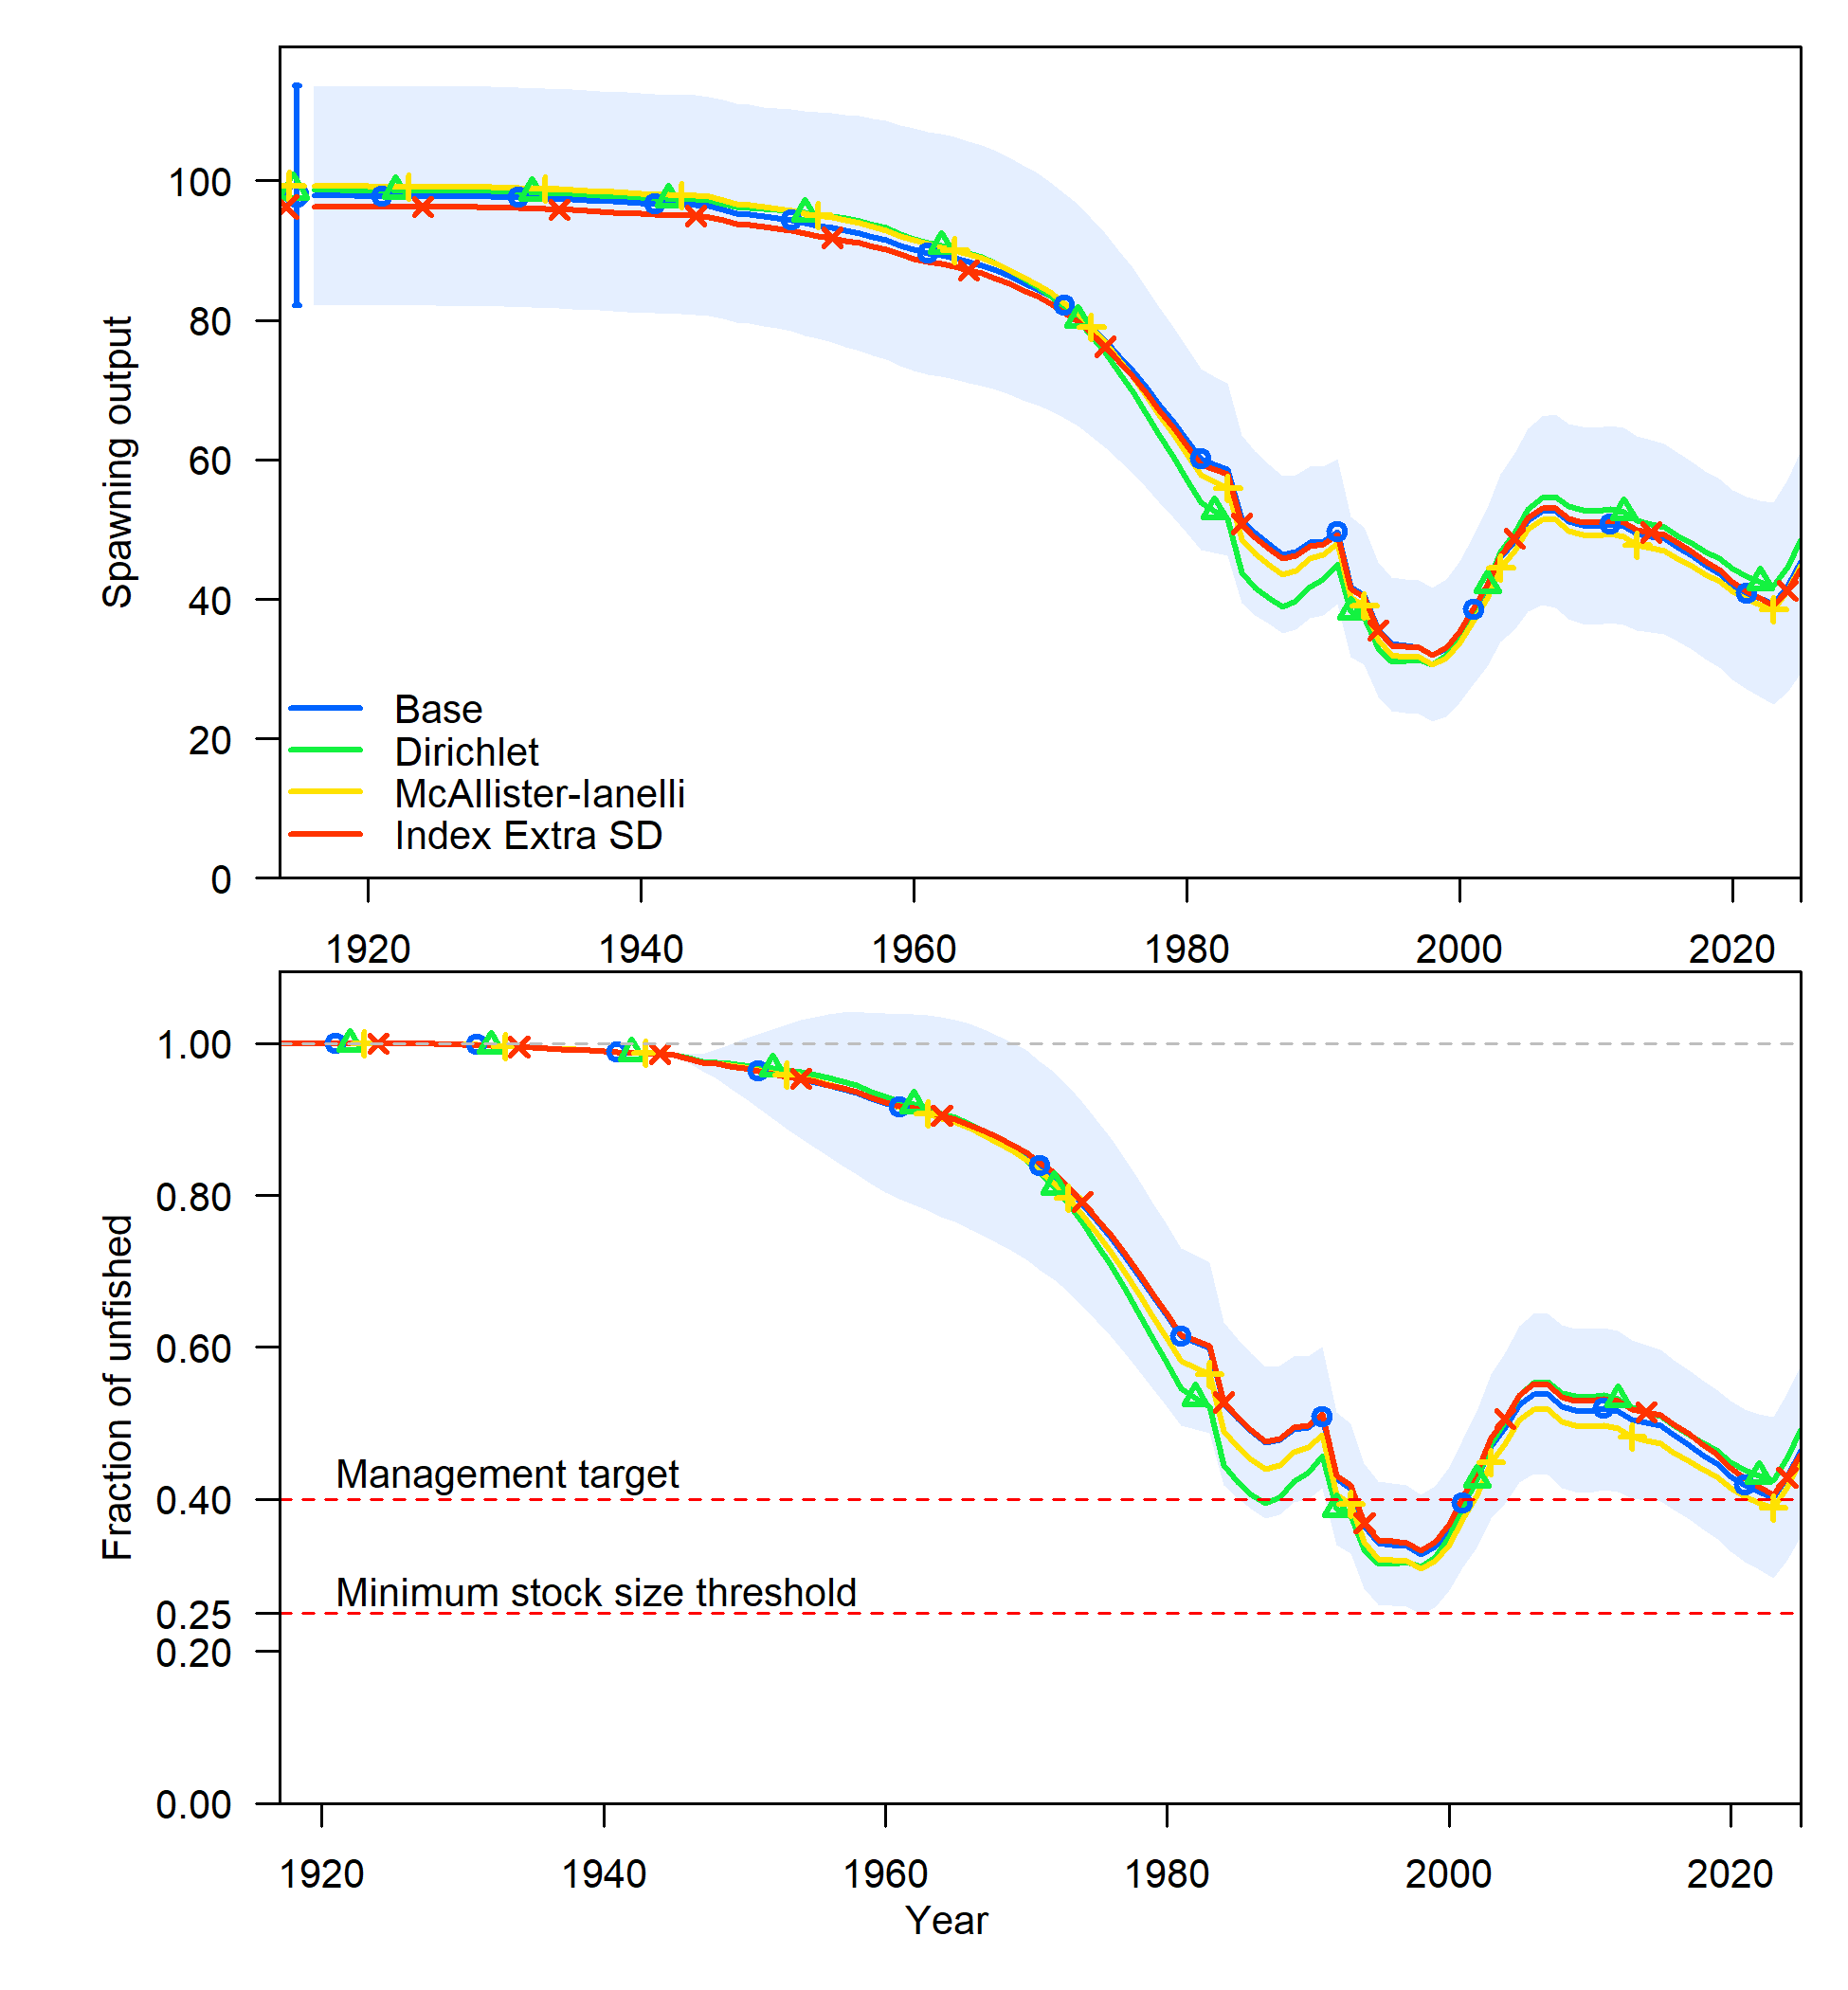 Spawning output
100
80
60
40
20
0
Base
Dirichlet
McAllister-Ianelli
Index Extra SD
1920 1940 1960 1980 2000 2020
Fraction of unfished
1.00
0.80
0.60
0.40
0.25
0.20
0.00
Management target
Minimum stock size threshold
1920 1940 1960 1980 2000 2020
Year